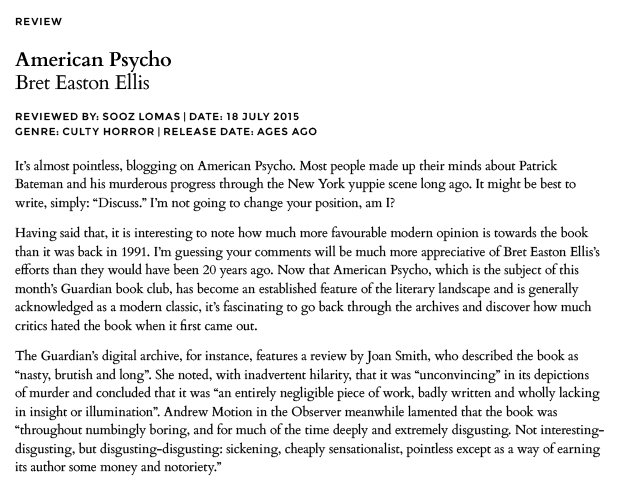 REVIEW
American Psycho
Bret Easton Ellis
REVIEWED BY: SOOZ LOMAS | DATE: 18 JULY 2015
GENRE: CULTY HORROR | RELEASE DATE: AGES AGO
It's almost pointless, blogging on American Psycho. Most people made up their minds about Patrick
Bateman and his murderous progress through the New York yuppie scene long ago. It might be best to
write, simply: “Discuss.” I'm not going to change your position, am I?
Having said that, it is interesting to note how much more favourable modern opinion is towards the book
than it was back in 1991. I'm guessing your comments will be much more appreciative of Bret Easton Ellis's
efforts than they would have been 20 years ago. Now that American Psycho, which is the subject of this
month's Guardian book club, has become an established feature of the literary landscape and is generally
acknowledged as a modern classic, it's fascinating to go back through the archives and discover how much
critics hated the book when it first came out.
The Guardian's digital archive, for instance, features a review by Joan Smith, who described the book as
“nasty, brutish and long”. She noted, with inadvertent hilarity, that it was “unconvincing” in its depictions
of murder and concluded that it was “an entirely negligible piece of work, badly written and wholly lacking
in insight or illumination”. Andrew Motion in the Observer meanwhile lamented that the book was
“throughout numbingly boring, and for much of the time deeply and extremely disgusting. Not interesting-
disgusting, but disgusting-disgusting: sickening, cheaply sensationalist, pointless except as a way of earning
its author some money and notoriety.”